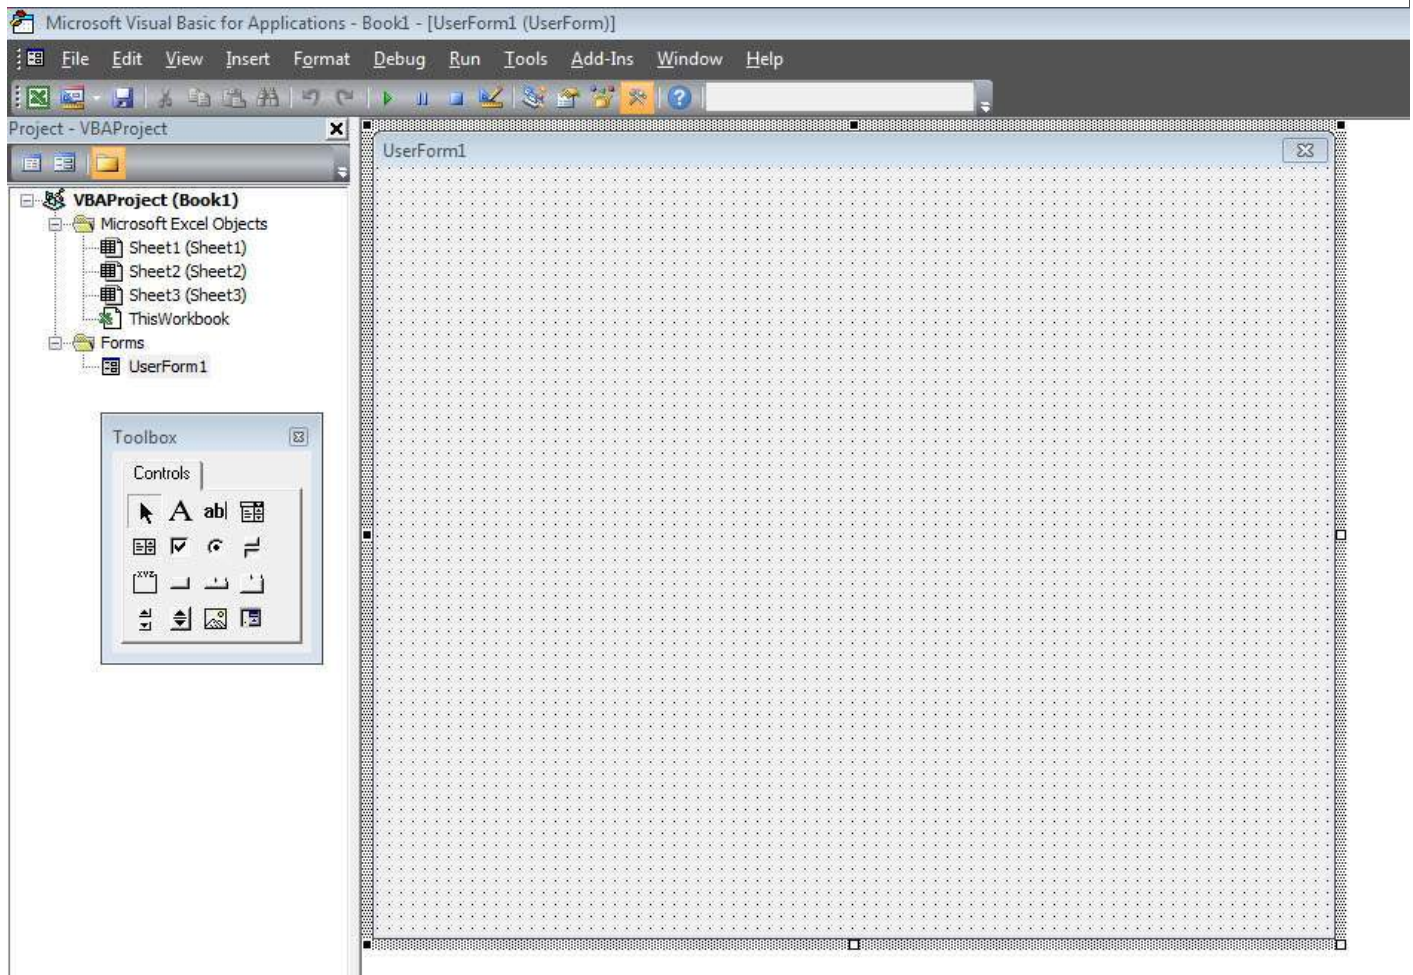 Microsoft Visual Basic for Applications - Book1 - [UserForm1 (UserForm)]
File Edit View Insert Format Debug Run Tools Add-Ins Window Help
Project - VBAProject
UserForm1
VBAProject (Book1)
Microsoft Excel Objects
Sheet1 (Sheet1)
Sheet2 (Sheet2)
Sheet3 (Sheet3)
ThisWorkbook
Forms
UserForm1
Toolbox
Controls
A ab
xyz